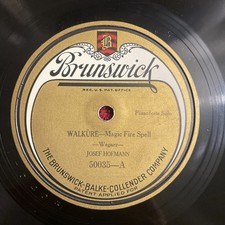 B
Brunswick
REG. U.S. PAT. OFFICE
Pianoforte Solo
WALKÜRE—Magic Fire Spell
—Wagner—
JOSEF HOFMANN
50035—A
THE BRUNSWICK-BALKE-COLLENDER COMPANY
PATENT APPLIED FOR